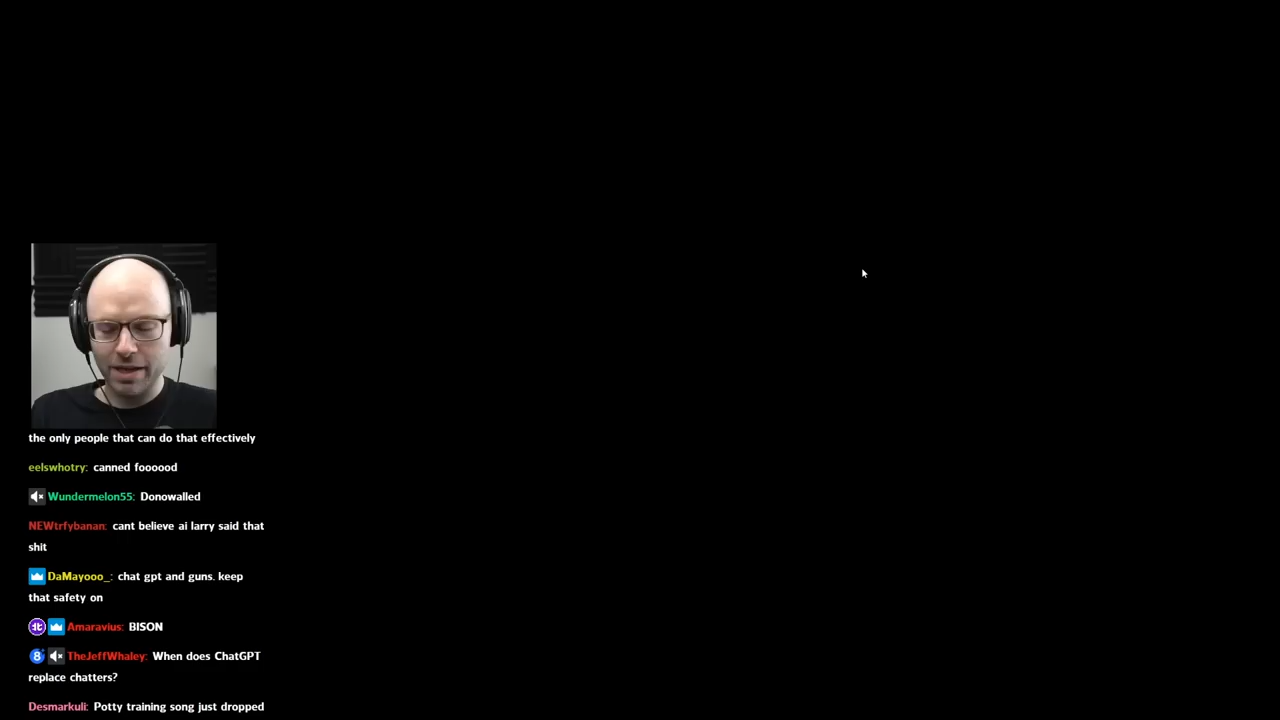 the only people that can do that effectively
eelswhotry: canned foooood
Wundermelon55: Donowalled
NEWtrfybanan: cant believe ai larry said that
shit
DaMayooo_: chat gpt and guns. keep
that safety on
Amaravius: BISON
8 TheJeffWhaley: When does ChatGPT
replace chatters?
Desmarkuli: Potty training song just dropped